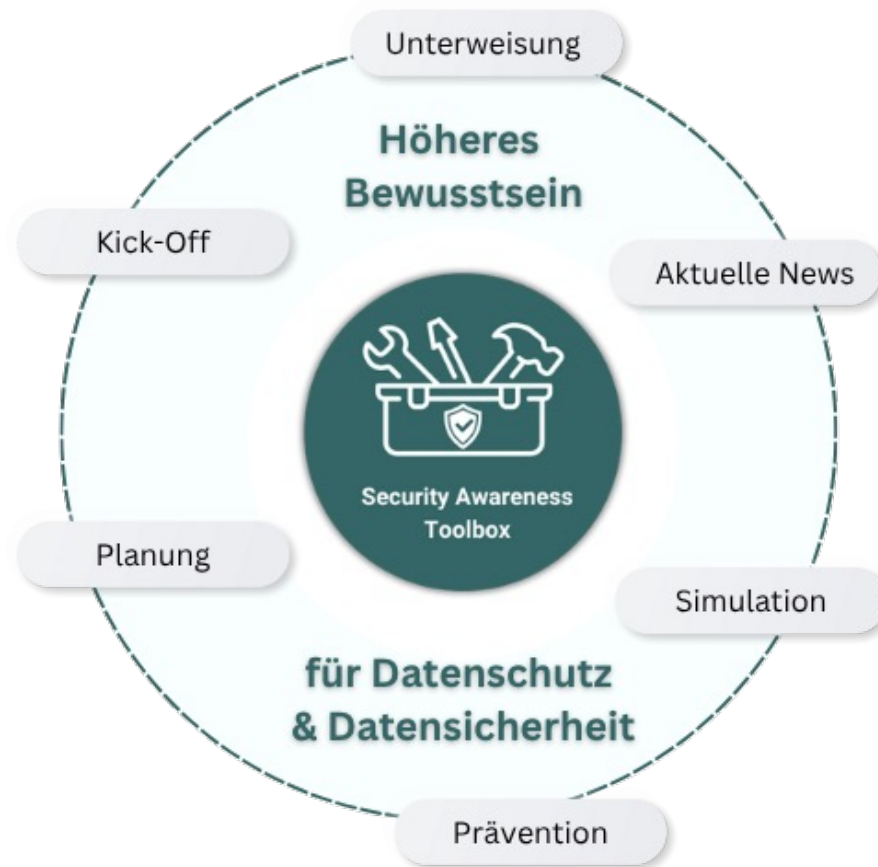 Unterweisung
Höheres
Bewusstsein
Kick-Off
Aktuelle News
Security Awareness
Toolbox
Planung
Simulation
für Datenschutz
& Datensicherheit
Prävention